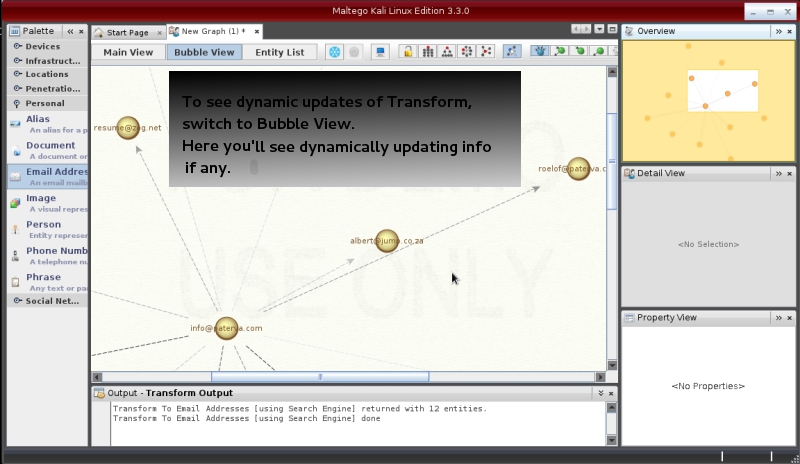 Maltego Kali Linux Edition 3.3.0
Palette
Devices
Infrastruct...
Locations
Penetratio...
Personal
Alias
An alias for a p
Document
A document or
Email Addres
An email mailb
Image
A visual repres
Person
Entity represer
Phone Numb
A telephone nu
Phrase
Any text or pa
Social Net...
Start Page
New Graph (1) *
Main View
Bubble View
Entity List
To see dynamic updates of Transform,
switch to Bubble View.
Here you'll see dynamically updating info
if any.
resume@zag.net
roelof@paterva.c
albert@jump.co.za
USE ONLY
info@paterva.com
Output - Transform Output
Transform To Email Addresses [using Search Engine] returned with 12 entities.
Transform To Email Addresses [using Search Engine] done
Overview
Detail View
<No Selection>
Property View
<No Properties>